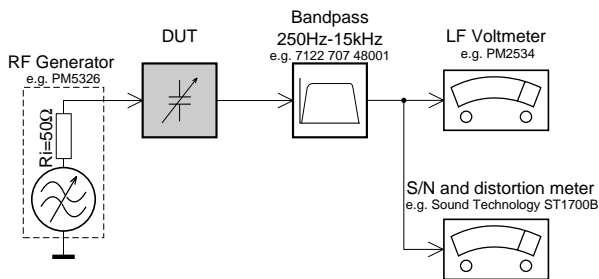 RF Generator
e.g. PM5326
Ri=50Ω
DUT
Bandpass
250Hz-15kHz
e.g. 7122 707 48001
LF Voltmeter
e.g. PM2534
S/N and distortion meter
e.g. Sound Technology ST1700B